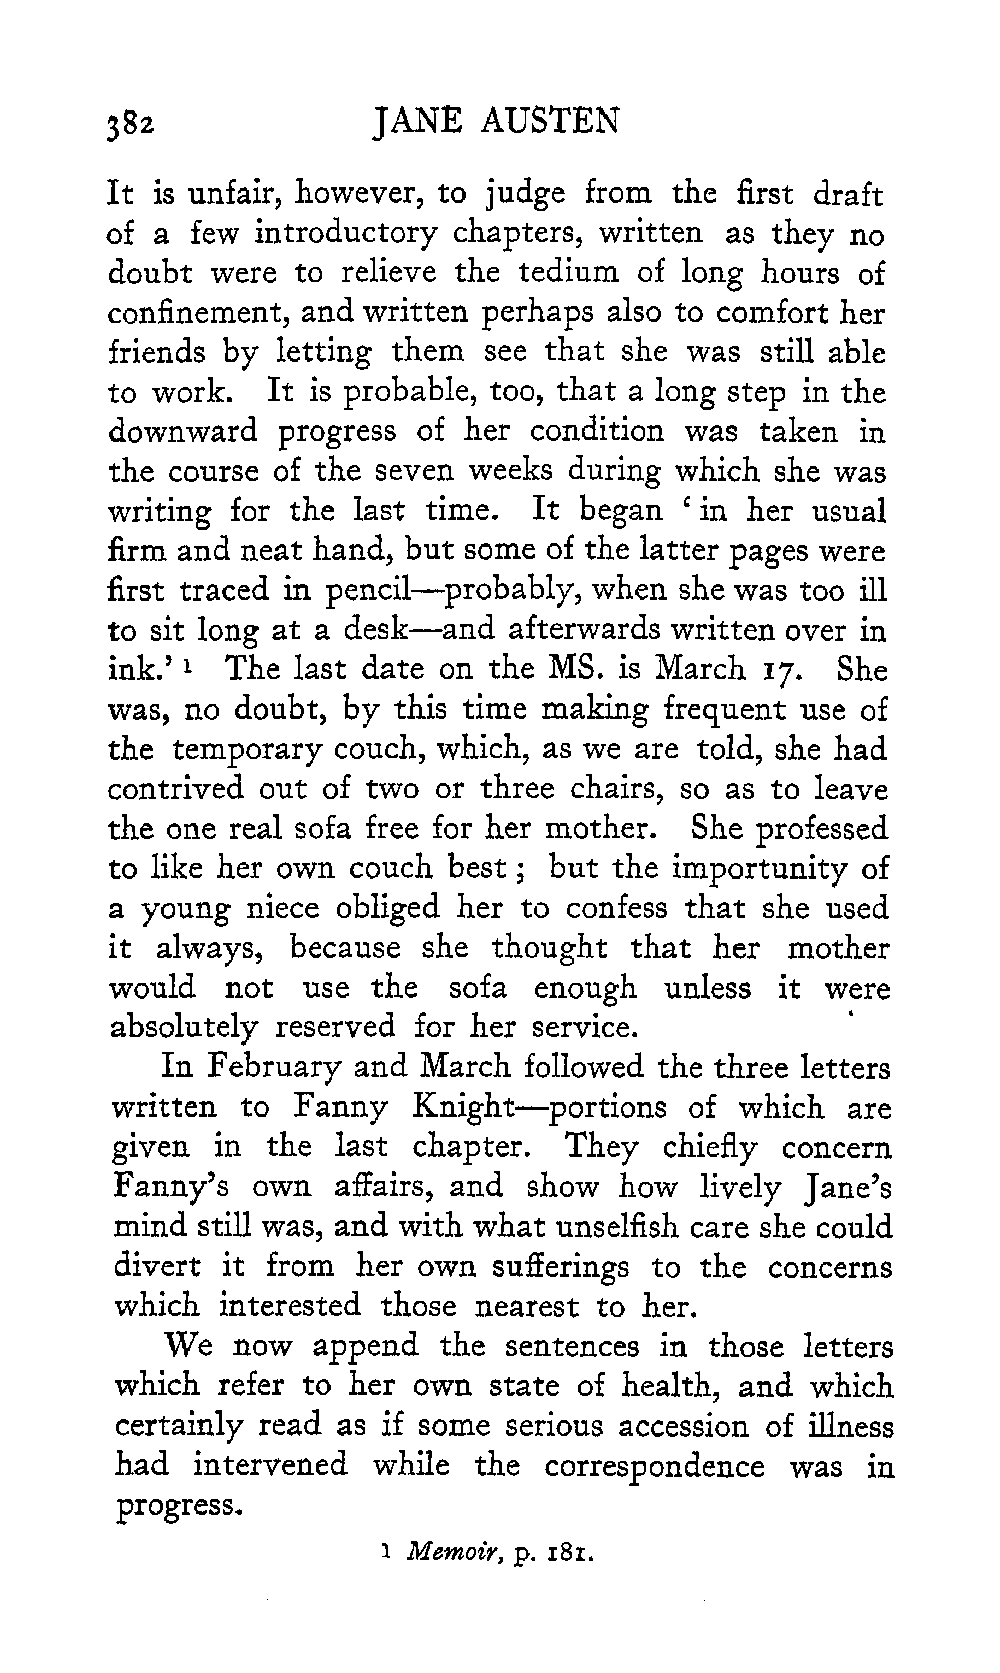 382 JANE AUSTEN
It is unfair, however, to judge from the first draft
of a few introductory chapters, written as they no
doubt were to relieve the tedium of long hours of
confinement, and written perhaps also to comfort her
friends by letting them see that she was still able
to work. It is probable, too, that a long step in the
downward progress of her condition was taken in
the course of the seven weeks during which she was
writing for the last time. It began ‘in her usual
firm and neat hand, but some of the latter pages were
first traced in pencil—probably, when she was too ill
to sit long at a desk—and afterwards written over in
ink.’ 1 The last date on the MS. is March 17. She
was, no doubt, by this time making frequent use of
the temporary couch, which, as we are told, she had
contrived out of two or three chairs, so as to leave
the one real sofa free for her mother. She professed
to like her own couch best ; but the importunity of
a young niece obliged her to confess that she used
it always, because she thought that her mother
would not use the sofa enough unless it were
absolutely reserved for her service.
In February and March followed the three letters
written to Fanny Knight—portions of which are
given in the last chapter. They chiefly concern
Fanny’s own affairs, and show how lively Jane’s
mind still was, and with what unselfish care she could
divert it from her own sufferings to the concerns
which interested those nearest to her.
We now append the sentences in those letters
which refer to her own state of health, and which
certainly read as if some serious accession of illness
had intervened while the correspondence was in
progress.
1 Memoir, p. 181.